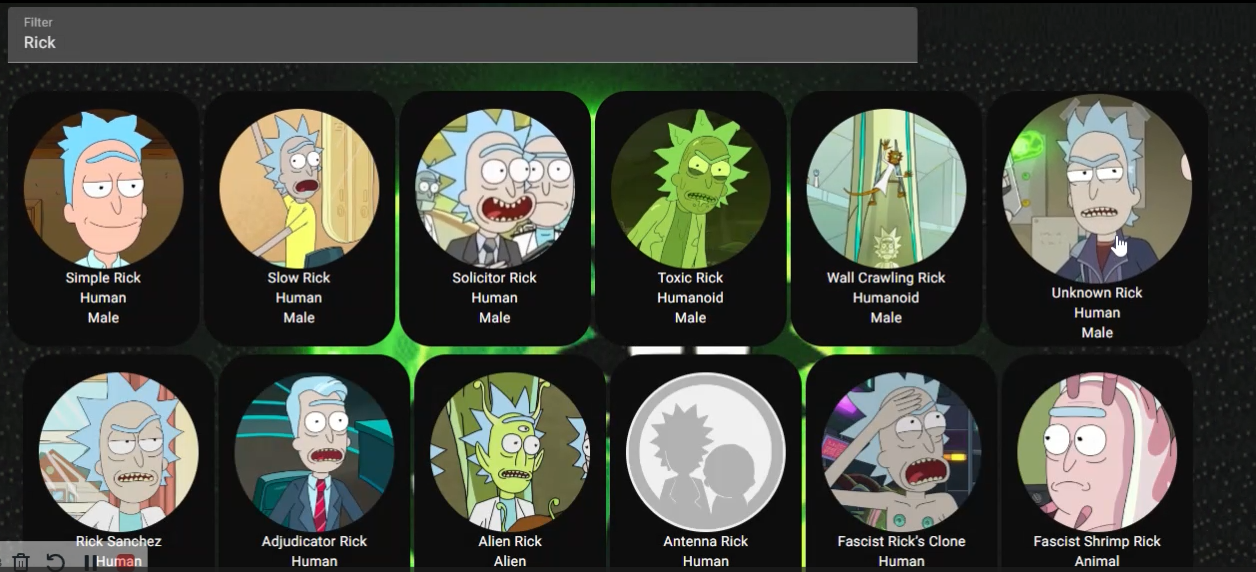 Filter
Rick
Simple Rick
Human
Male
Slow Rick
Human
Male
Solicitor Rick
Human
Male
Toxic Rick
Humanoid
Male
Wall Crawling Rick
Humanoid
Male
Unknown Rick
Human
Male
Rick Sanchez
Human
Adjudicator Rick
Human
Alien Rick
Alien
Antenna Rick
Human
Fascist Rick's Clone
Human
Fascist Shrimp Rick
Animal